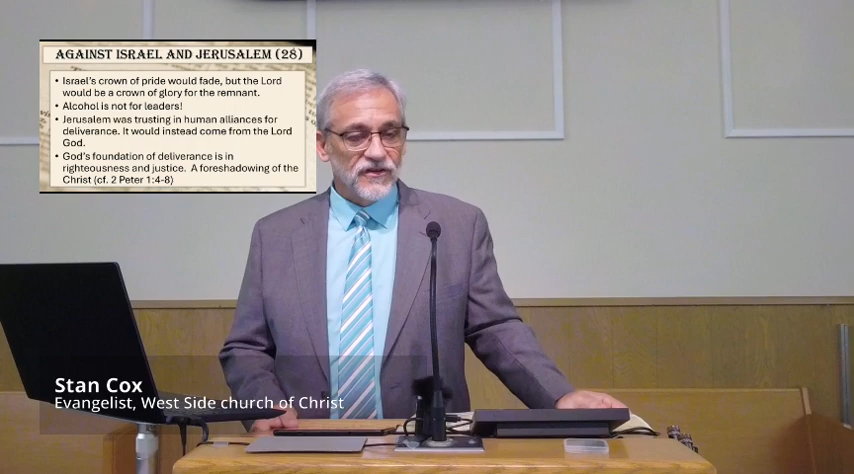 AGAINST ISRAEL AND JERUSALEM (28)
• Israel's crown of pride would fade, but the Lord
would be a crown of glory for the remnant.
• Alcohol is not for leaders!
• Jerusalem was trusting in human alliances for
deliverance. It would instead come from the Lord
God.
• God's foundation of deliverance is in
righteousness and justice. A foreshadowing of the
Christ (cf. 2 Peter 1:4-8)
Stan Cox
Evangelist, West Side church of Christ